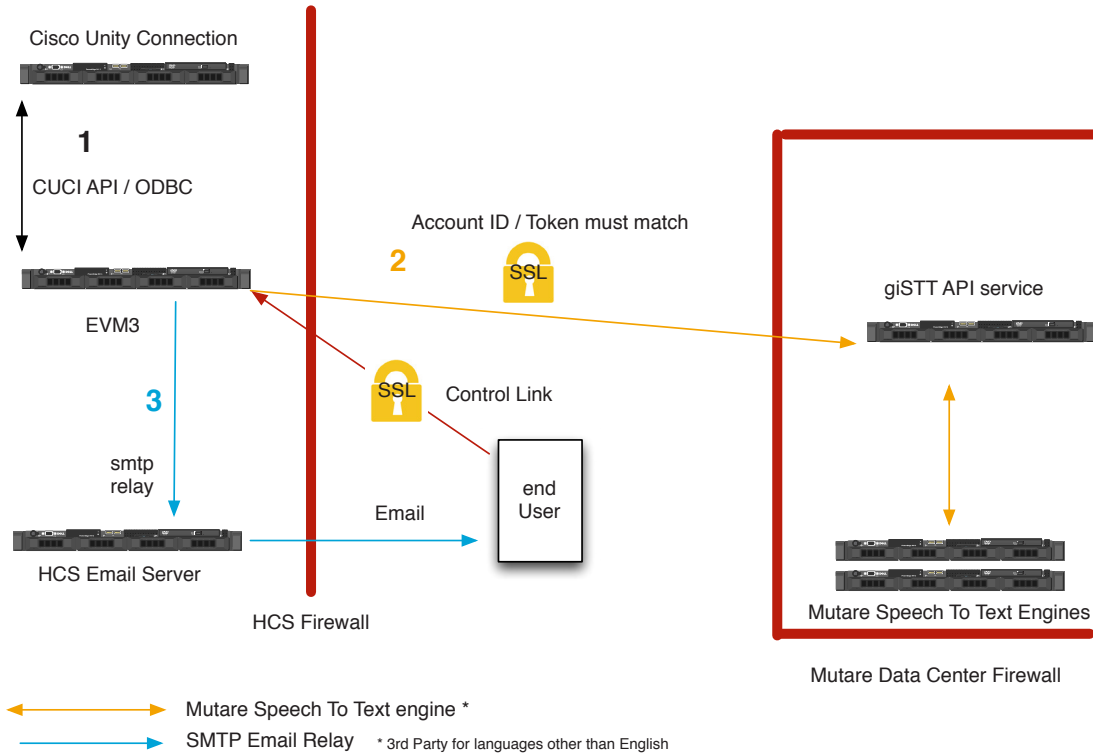 Cisco Unity Connection
1
CUCI API / ODBC
Account ID / Token must match
2
SSL
giSTT API service
EVM3
3
SSL
Control Link
smtp
relay
end
User
Email
HCS Email Server
Mutare Speech To Text Engines
HCS Firewall
Mutare Data Center Firewall
Mutare Speech To Text engine *
SMTP Email Relay
* 3rd Party for languages other than English